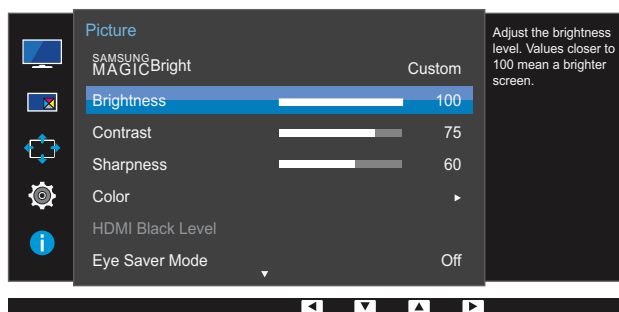 Picture
SAMSUNG
MAGICBright Custom
Brightness 100
Contrast 75
Sharpness 60
Color
HDMI Black Level
Eye Saver Mode Off
Adjust the brightness
level. Values closer to
100 mean a brighter
screen.